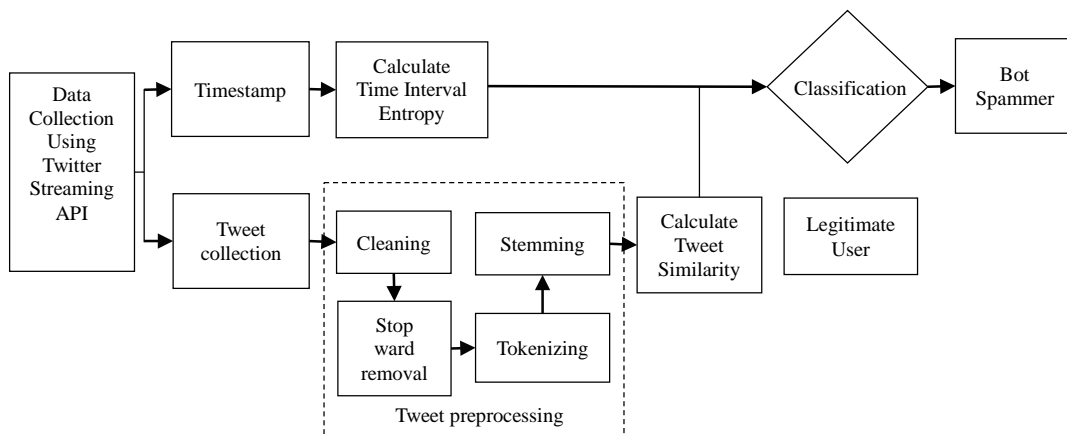 Data
Collection
Using
Twitter
Streaming
API
Timestamp
Calculate
Time Interval
Entropy
Classification
Bot
Spammer
Tweet
collection
Cleaning
Stemming
Calculate
Tweet
Similarity
Legitimate
User
Stop
ward
removal
Tokenizing
Tweet preprocessing